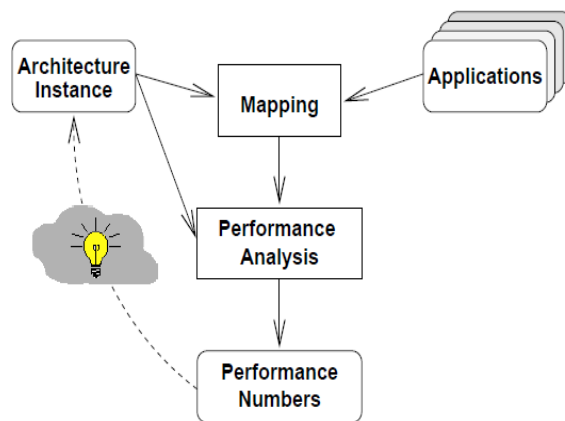 Architecture
Instance
Applications
Mapping
Performance
Analysis
Performance
Numbers